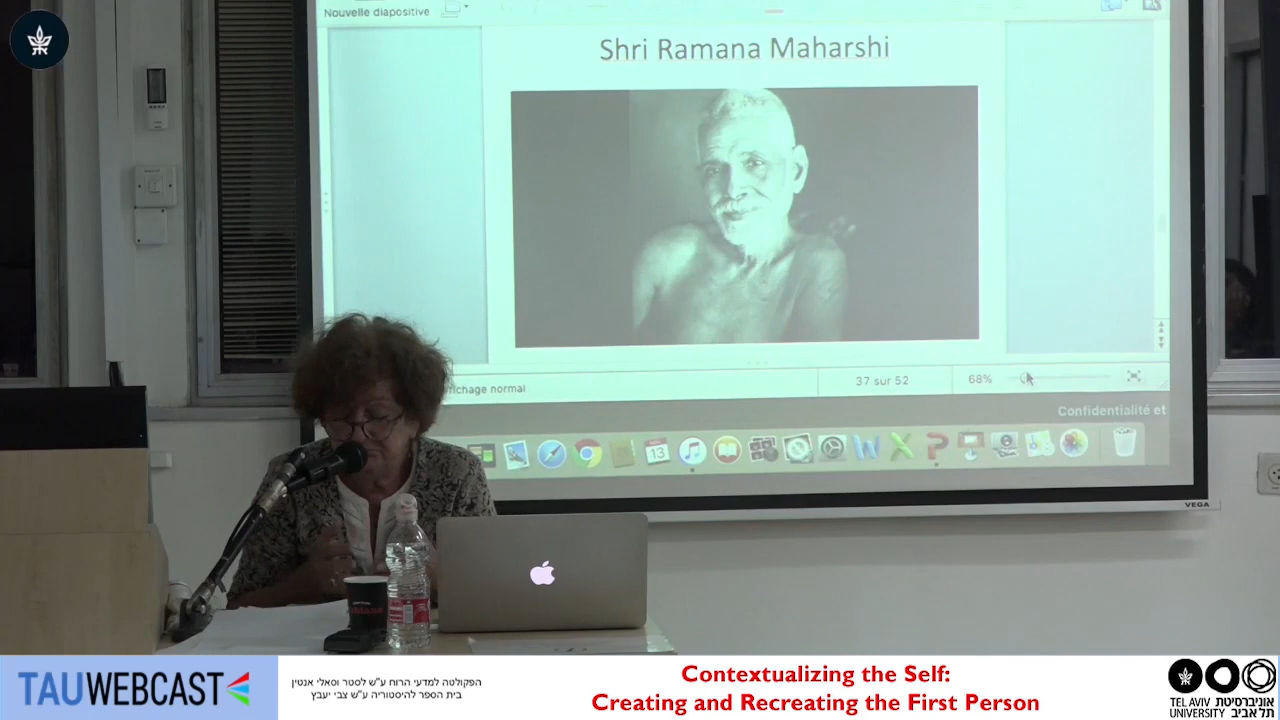 Nouvelle diapositive
Shri Ramana Maharshi
ffichage normal
37 sur 52
68%
Confidentialité et
13
VEGA
TAUWEBCAST
הפקולטה למדעי הרוח ע"ש לסטר וסאלי אנטין
בית הספר להיסטוריה ע"ש צבי יעבץ
Contextualizing the Self:
Creating and Recreating the First Person
TEL AVIV אוניברסיטת
UNIVERSITY תל אביב